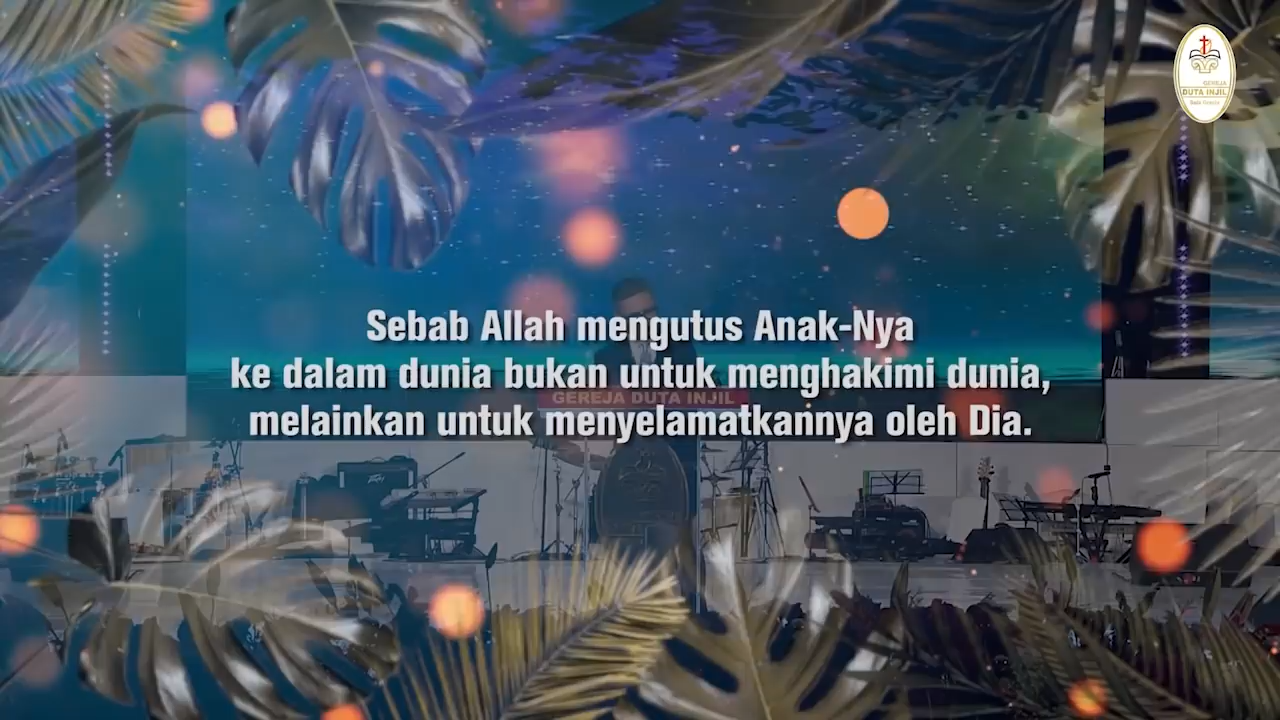 GEREJA
DUTA INJIL
Sebab Allah mengutus Anak-Nya
ke dalam dunia bukan untuk menghakimi dunia,
GEREJA DUTA INJIL
melainkan untuk menyelamatkannya oleh Dia.
PEAVEY